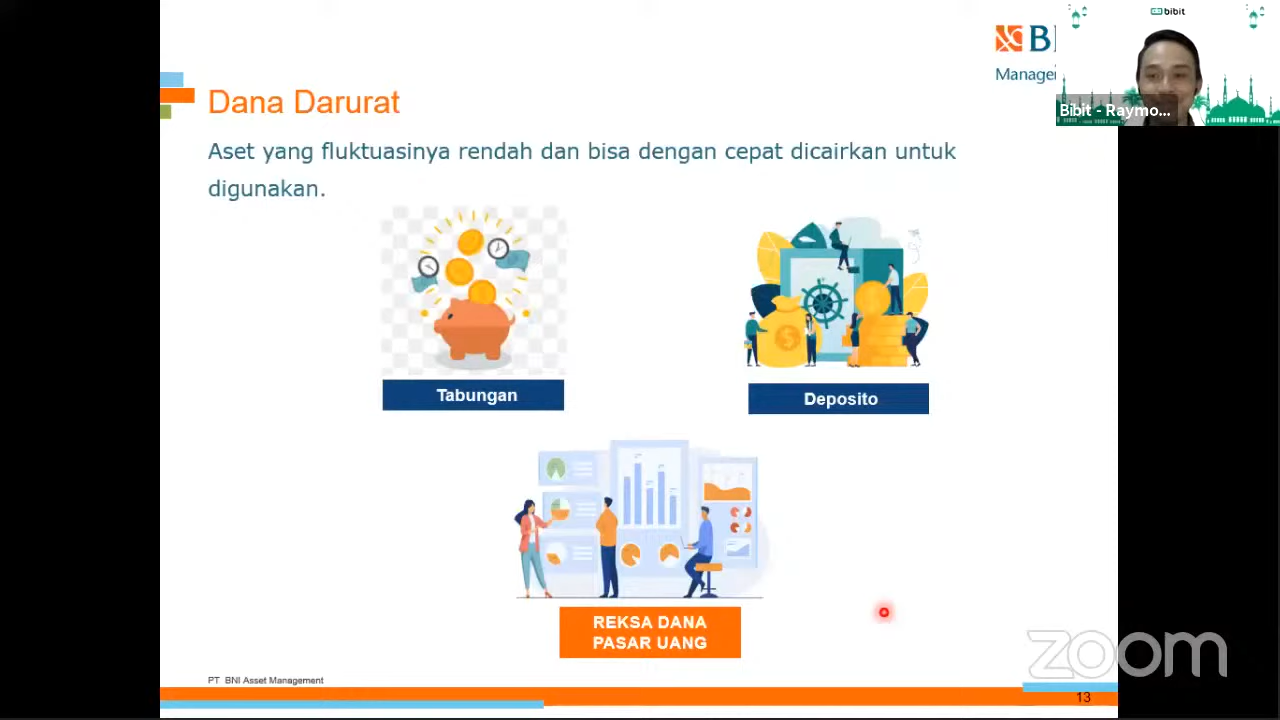 bibit
Manage
Bibit - Raymo...
Dana Darurat
Aset yang fluktuasinya rendah dan bisa dengan cepat dicairkan untuk
digunakan.
Tabungan
Deposito
REKSA DANA
PASAR UANG
zoom
PT BNI Asset Management
13